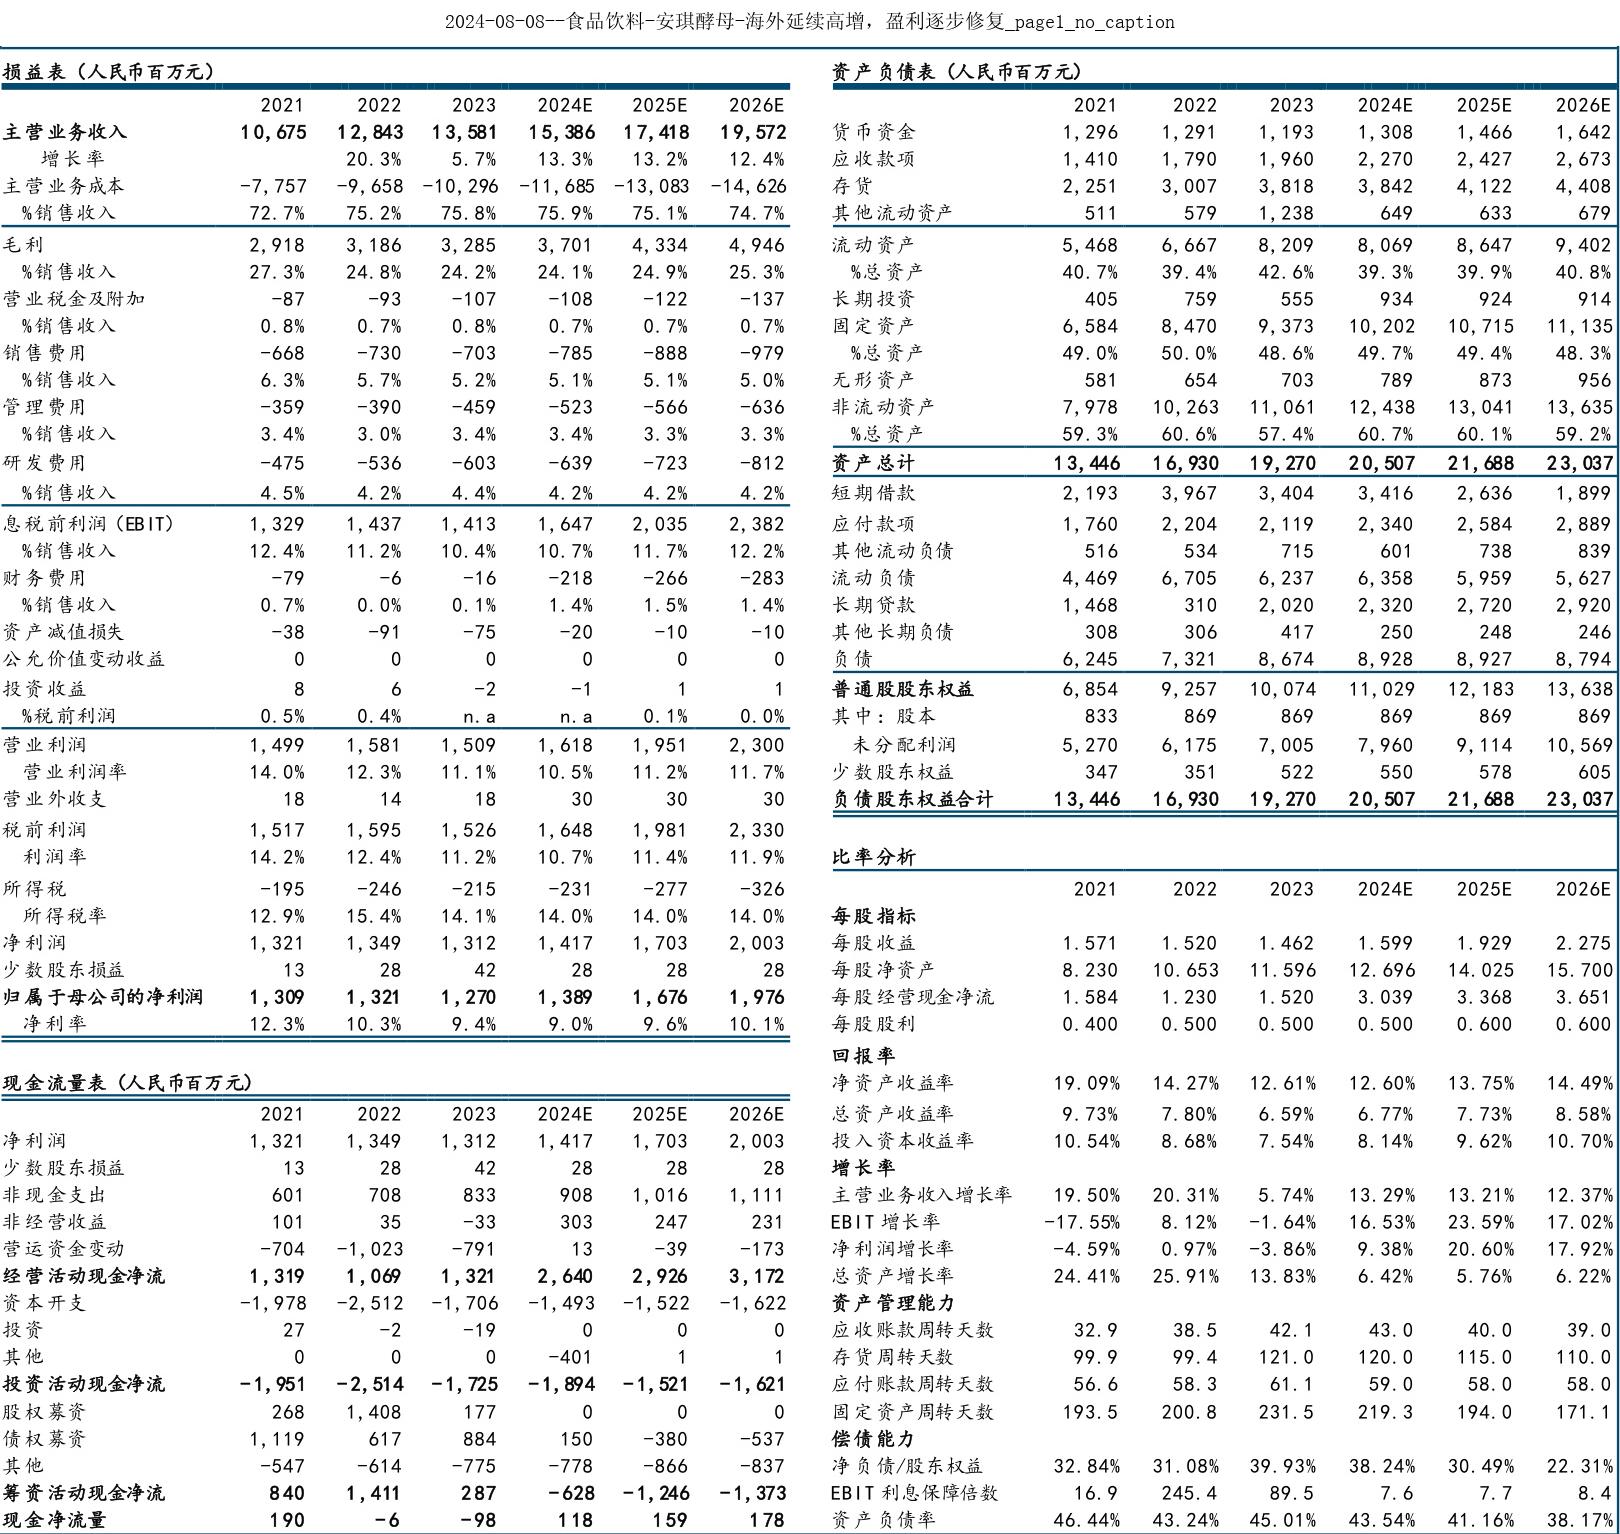 2024-08-08--食品饮料-安琪酵母-海外延续高增，盈利逐步修复_page1_no_caption
损益表（人民币百万元）
2021 2022 2023 2024E 2025E 2026E
主营业务收入 10,675 12,843 13,581 15,386 17,418 19,572
增长率 20.3% 5.7% 13.3% 13.2% 12.4%
主营业务成本 -7,757 -9,658 -10,296 -11,685 -13,083 -14,626
%销售收入 72.7% 75.2% 75.8% 75.9% 75.1% 74.7%
毛利 2,918 3,186 3,285 3,701 4,334 4,946
%销售收入 27.3% 24.8% 24.2% 24.1% 24.9% 25.3%
营业税金及附加 -87 -93 -107 -108 -122 -137
%销售收入 0.8% 0.7% 0.8% 0.7% 0.7% 0.7%
销售费用 -668 -730 -703 -785 -888 -979
%销售收入 6.3% 5.7% 5.2% 5.1% 5.1% 5.0%
管理费用 -359 -390 -459 -523 -566 -636
%销售收入 3.4% 3.0% 3.4% 3.4% 3.3% 3.3%
研发费用 -475 -536 -603 -639 -723 -812
%销售收入 4.5% 4.2% 4.4% 4.2% 4.2% 4.2%
息税前利润（EBIT） 1,329 1,437 1,413 1,647 2,035 2,382
%销售收入 12.4% 11.2% 10.4% 10.7% 11.7% 12.2%
财务费用 -79 -6 -16 -218 -266 -283
%销售收入 0.7% 0.0% 0.1% 1.4% 1.5% 1.4%
资产减值损失 -38 -91 -75 -20 -10 -10
公允价值变动收益 0 0 0 0 0 0
投资收益 8 6 -2 -1 1 1
%税前利润 0.5% 0.4% n.a n.a 0.1% 0.0%
营业利润 1,499 1,581 1,509 1,618 1,951 2,300
营业利润率 14.0% 12.3% 11.1% 10.5% 11.2% 11.7%
营业外收支 18 14 18 30 30 30
税前利润 1,517 1,595 1,526 1,648 1,981 2,330
利润率 14.2% 12.4% 11.2% 10.7% 11.4% 11.9%
所得税 -195 -246 -215 -231 -277 -326
所得税率 12.9% 15.4% 14.1% 14.0% 14.0% 14.0%
净利润 1,321 1,349 1,312 1,417 1,703 2,003
少数股东损益 13 28 42 28 28 28
归属于母公司的净利润 1,309 1,321 1,270 1,389 1,676 1,976
净利率 12.3% 10.3% 9.4% 9.0% 9.6% 10.1%
现金流量表（人民币百万元）
2021 2022 2023 2024E 2025E 2026E
净利润 1,321 1,349 1,312 1,417 1,703 2,003
少数股东损益 13 28 42 28 28 28
非现金支出 601 708 833 908 1,016 1,111
非经营收益 101 35 -33 303 247 231
营运资金变动 -704 -1,023 -791 13 -39 -173
经营活动现金净流 1,319 1,069 1,321 2,640 2,926 3,172
资本开支 -1,978 -2,512 -1,706 -1,493 -1,522 -1,622
投资 27 -2 -19 0 0 0
其他 0 0 0 -401 1 1
投资活动现金净流 -1,951 -2,514 -1,725 -1,894 -1,521 -1,621
股权募资 268 1,408 177 0 0 0
债权募资 1,119 617 884 150 -380 -537
其他 -547 -614 -775 -778 -866 -837
筹资活动现金净流 840 1,411 287 -628 -1,246 -1,373
现金净流量 190 -6 -98 118 159 178
资产负债表（人民币百万元）
2021 2022 2023 2024E 2025E 2026E
货币资金 1,296 1,291 1,193 1,308 1,466 1,642
应收款项 1,410 1,790 1,960 2,270 2,427 2,673
存货 2,251 3,007 3,818 3,842 4,122 4,408
其他流动资产 511 579 1,238 649 633 679
流动资产 5,468 6,667 8,209 8,069 8,647 9,402
%总资产 40.7% 39.4% 42.6% 39.3% 39.9% 40.8%
长期投资 405 759 555 934 924 914
固定资产 6,584 8,470 9,373 10,202 10,715 11,135
%总资产 49.0% 50.0% 48.6% 49.7% 49.4% 48.3%
无形资产 581 654 703 789 873 956
非流动资产 7,978 10,263 11,061 12,438 13,041 13,635
%总资产 59.3% 60.6% 57.4% 60.7% 60.1% 59.2%
资产总计 13,446 16,930 19,270 20,507 21,688 23,037
短期借款 2,193 3,967 3,404 3,416 2,636 1,899
应付款项 1,760 2,204 2,119 2,340 2,584 2,889
其他流动负债 516 534 715 601 738 839
流动负债 4,469 6,705 6,237 6,358 5,959 5,627
长期贷款 1,468 310 2,020 2,320 2,720 2,920
其他长期负债 308 306 417 250 248 246
负债 6,245 7,321 8,674 8,928 8,927 8,794
普通股股东权益 6,854 9,257 10,074 11,029 12,183 13,638
其中：股本 833 869 869 869 869 869
未分配利润 5,270 6,175 7,005 7,960 9,114 10,569
少数股东权益 347 351 522 550 578 605
负债股东权益合计 13,446 16,930 19,270 20,507 21,688 23,037
比率分析
2021 2022 2023 2024E 2025E 2026E
每股指标
每股收益 1.571 1.520 1.462 1.599 1.929 2.275
每股净资产 8.230 10.653 11.596 12.696 14.025 15.700
每股经营现金净流 1.584 1.230 1.520 3.039 3.368 3.651
每股股利 0.400 0.500 0.500 0.500 0.600 0.600
回报率
净资产收益率 19.09% 14.27% 12.61% 12.60% 13.75% 14.49%
总资产收益率 9.73% 7.80% 6.59% 6.77% 7.73% 8.58%
投入资本收益率 10.54% 8.68% 7.54% 8.14% 9.62% 10.70%
增长率
主营业务收入增长率 19.50% 20.31% 5.74% 13.29% 13.21% 12.37%
EBIT增长率 -17.55% 8.12% -1.64% 16.53% 23.59% 17.02%
净利润增长率 -4.59% 0.97% -3.86% 9.38% 20.60% 17.92%
总资产增长率 24.41% 25.91% 13.83% 6.42% 5.76% 6.22%
资产管理能力
应收账款周转天数 32.9 38.5 42.1 43.0 40.0 39.0
存货周转天数 99.9 99.4 121.0 120.0 115.0 110.0
应付账款周转天数 56.6 58.3 61.1 59.0 58.0 58.0
固定资产周转天数 193.5 200.8 231.5 219.3 194.0 171.1
偿债能力
净负债/股东权益 32.84% 31.08% 39.93% 38.24% 30.49% 22.31%
EBIT利息保障倍数 16.9 245.4 89.5 7.6 7.7 8.4
资产负债率 46.44% 43.24% 45.01% 43.54% 41.16% 38.17%